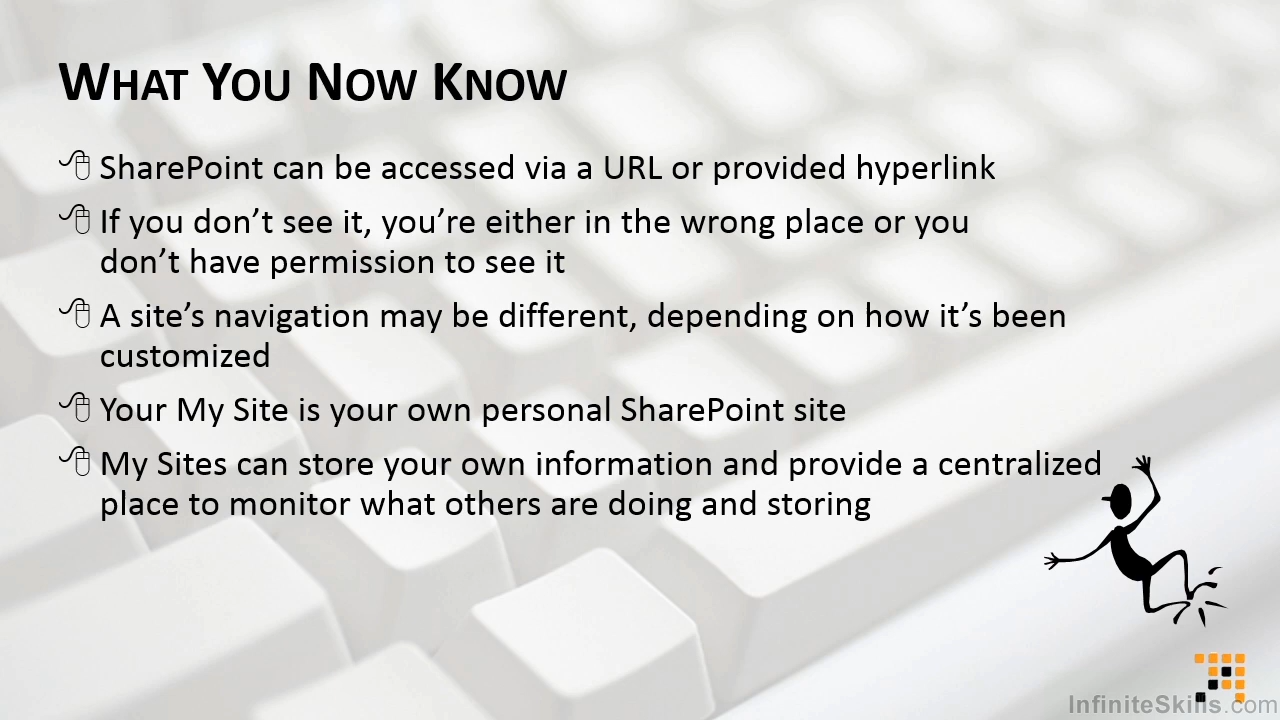 WHAT YOU NOW KNOW
SharePoint can be accessed via a URL or provided hyperlink
If you don’t see it, you’re either in the wrong place or you
don’t have permission to see it
A site’s navigation may be different, depending on how it’s been
customized
Your My Site is your own personal SharePoint site
My Sites can store your own information and provide a centralized
place to monitor what others are doing and storing
InfiniteSkills.com